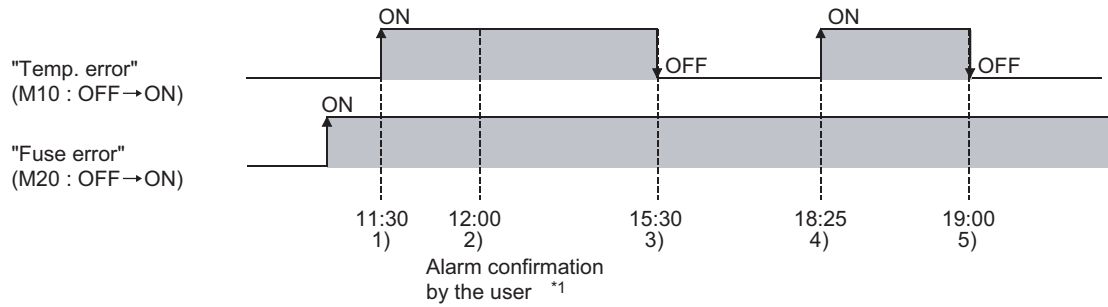 ON
ON
"Temp. error"
OFF
OFF
(M10 : OFF→ON)
ON
"Fuse error"
(M20 : OFF→ON)
11:30 12:00 15:30 18:25 19:00
1) 2) 3) 4) 5)
Alarm confirmation
by the user *1